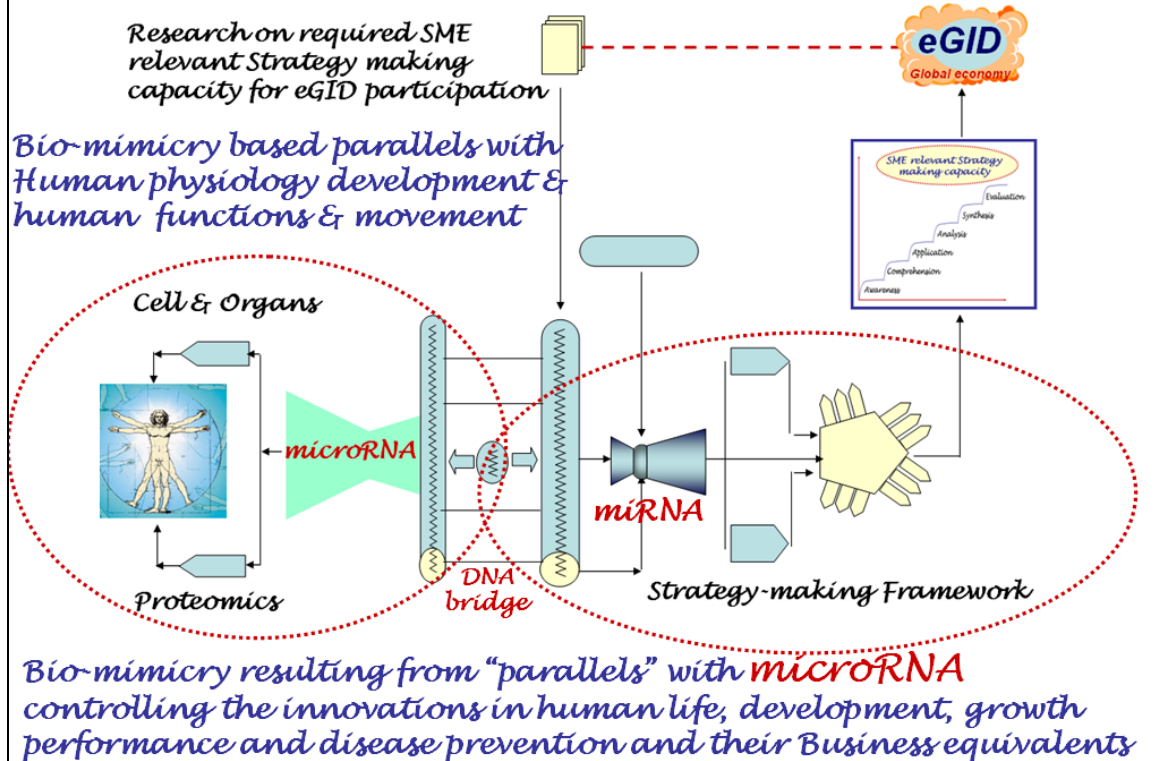 Research on required SME
relevant Strategy making
capacity for eGID participation
eGID
Global economy
Bio-mimicry based parallels with
Human physiology development &
human functions & movement
SME relevant Strategy
making capacity
Evaluation
Synthesis
Analysis
Application
Comprehension
Awareness
Cell & Organs
microRNA
miRNA
Proteomics
DNA
bridge
Strategy-making Framework
Bio-mimicry resulting from “parallels” with microRNA
controlling the innovations in human life, development, growth
performance and disease prevention and their Business equivalents